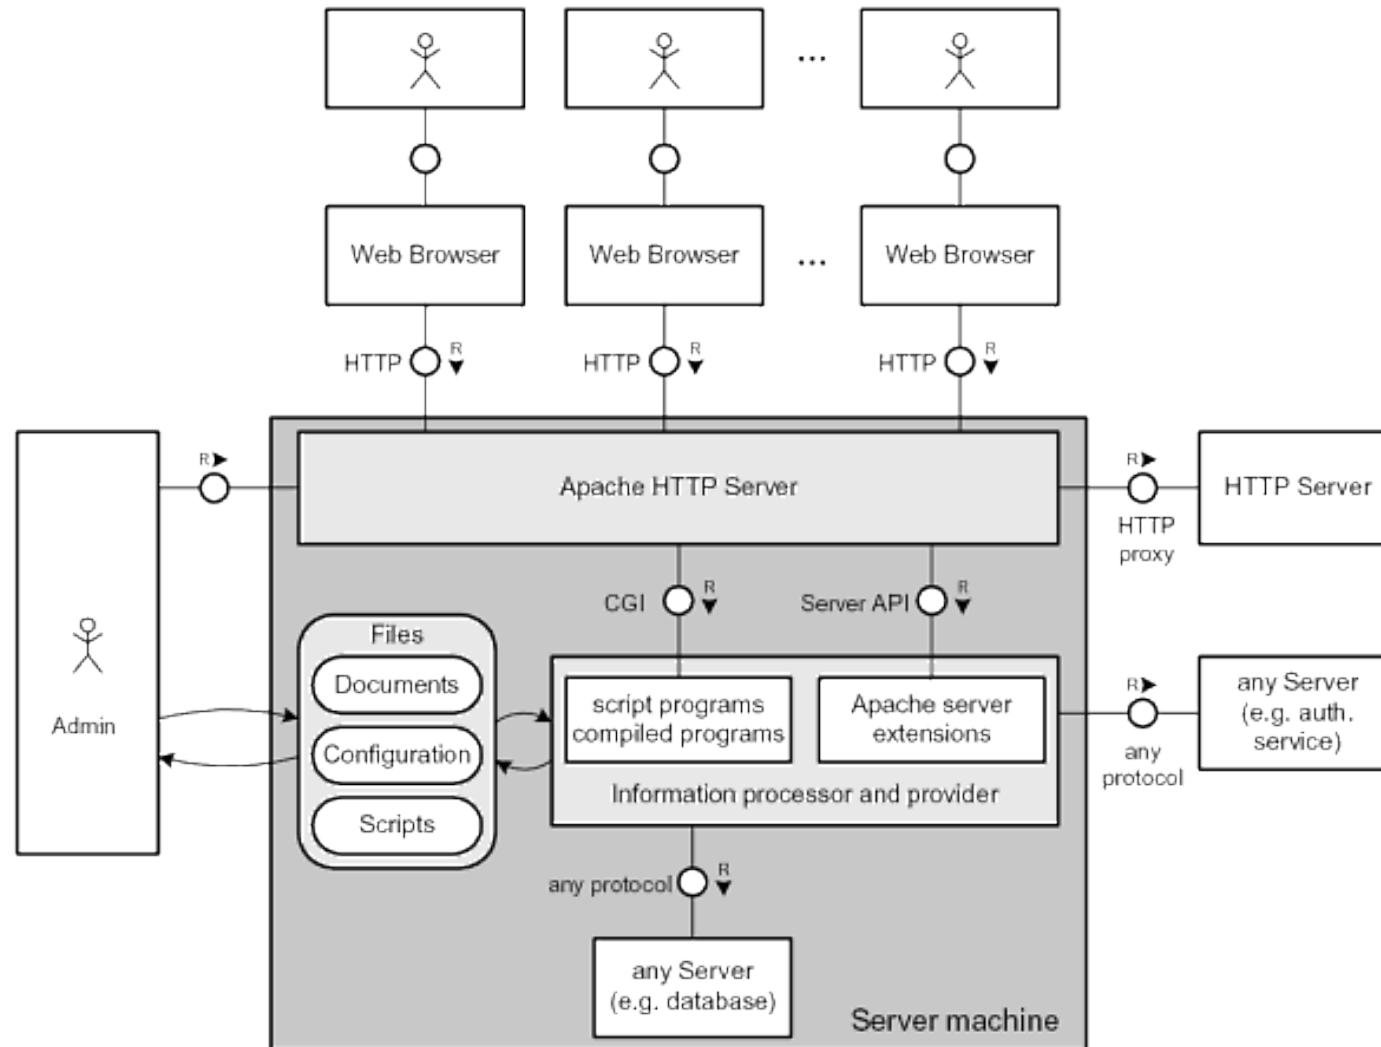 ...
Web Browser
Web Browser
...
Web Browser
HTTP
R
HTTP
R
HTTP
R
R
Apache HTTP Server
R
HTTP Server
HTTP
proxy
CGI
R
Server API
R
Files
Documents
Configuration
Scripts
Admin
script programs
compiled programs
Apache server
extensions
Information processor and provider
R
any Server
(e.g. auth.
service)
any
protocol
any protocol
R
any Server
(e.g. database)
Server machine